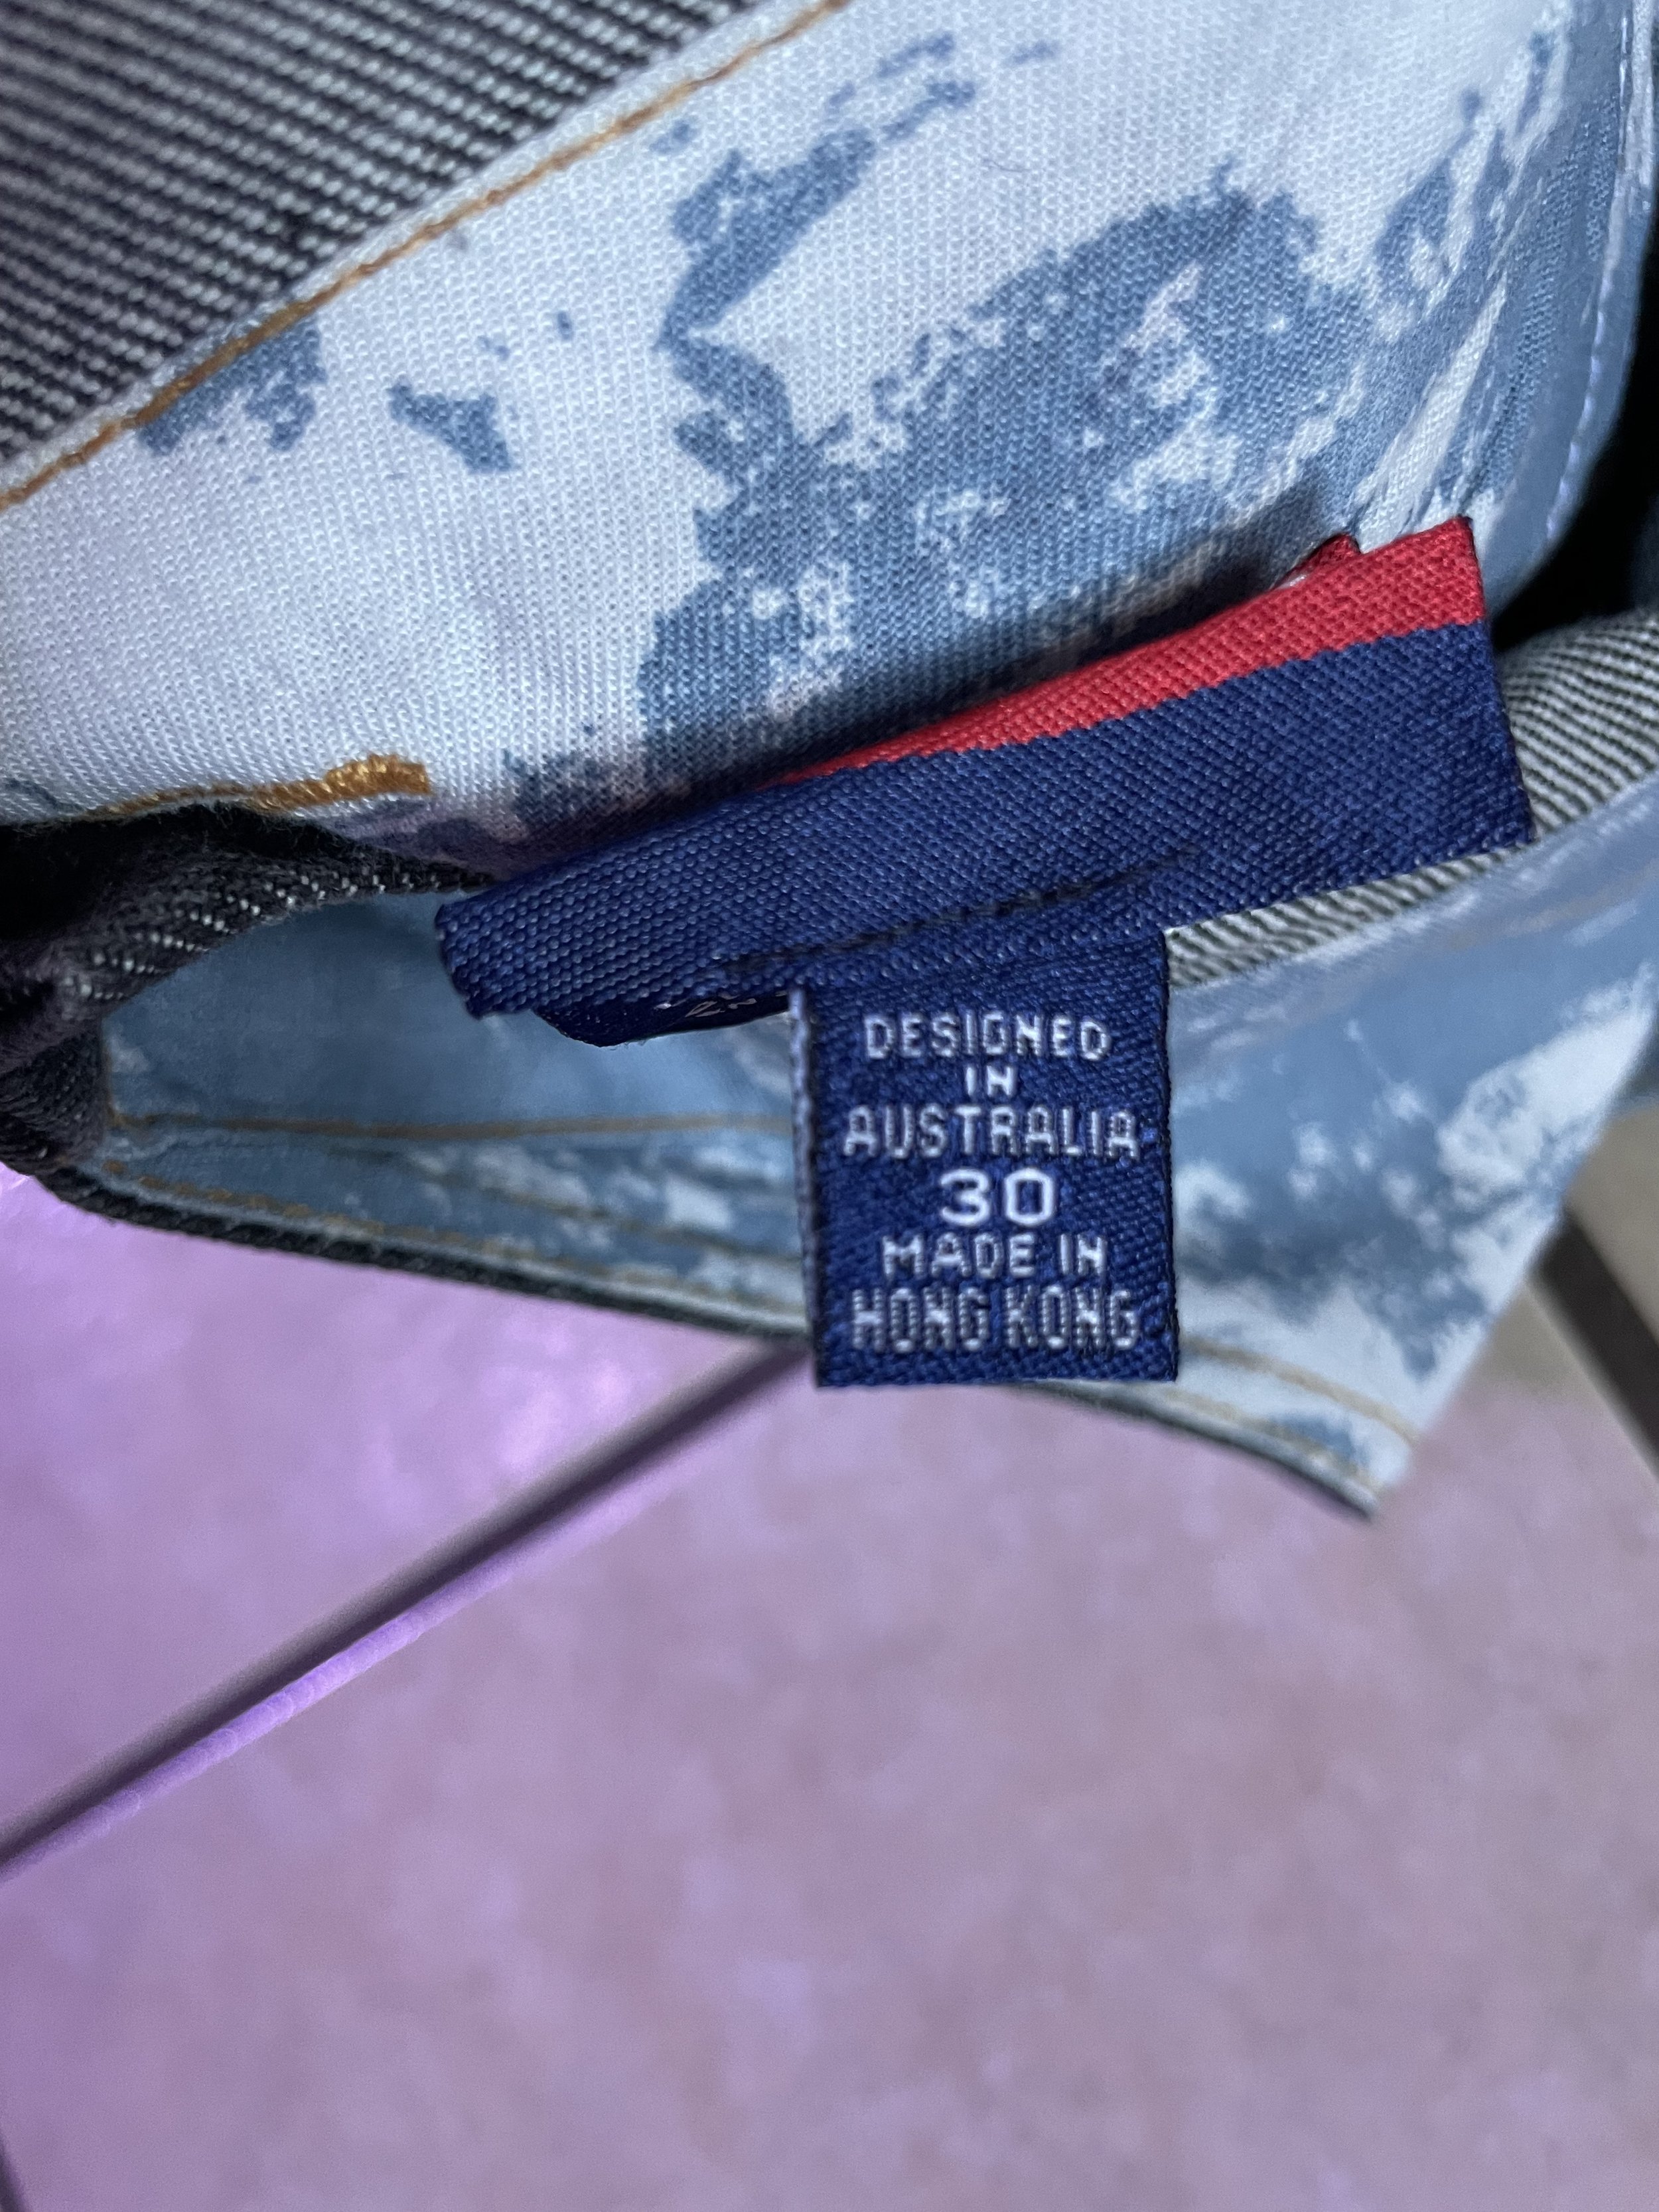 DESIGNED
IN
AUSTRALIA
30
MADE IN
HONG KONG